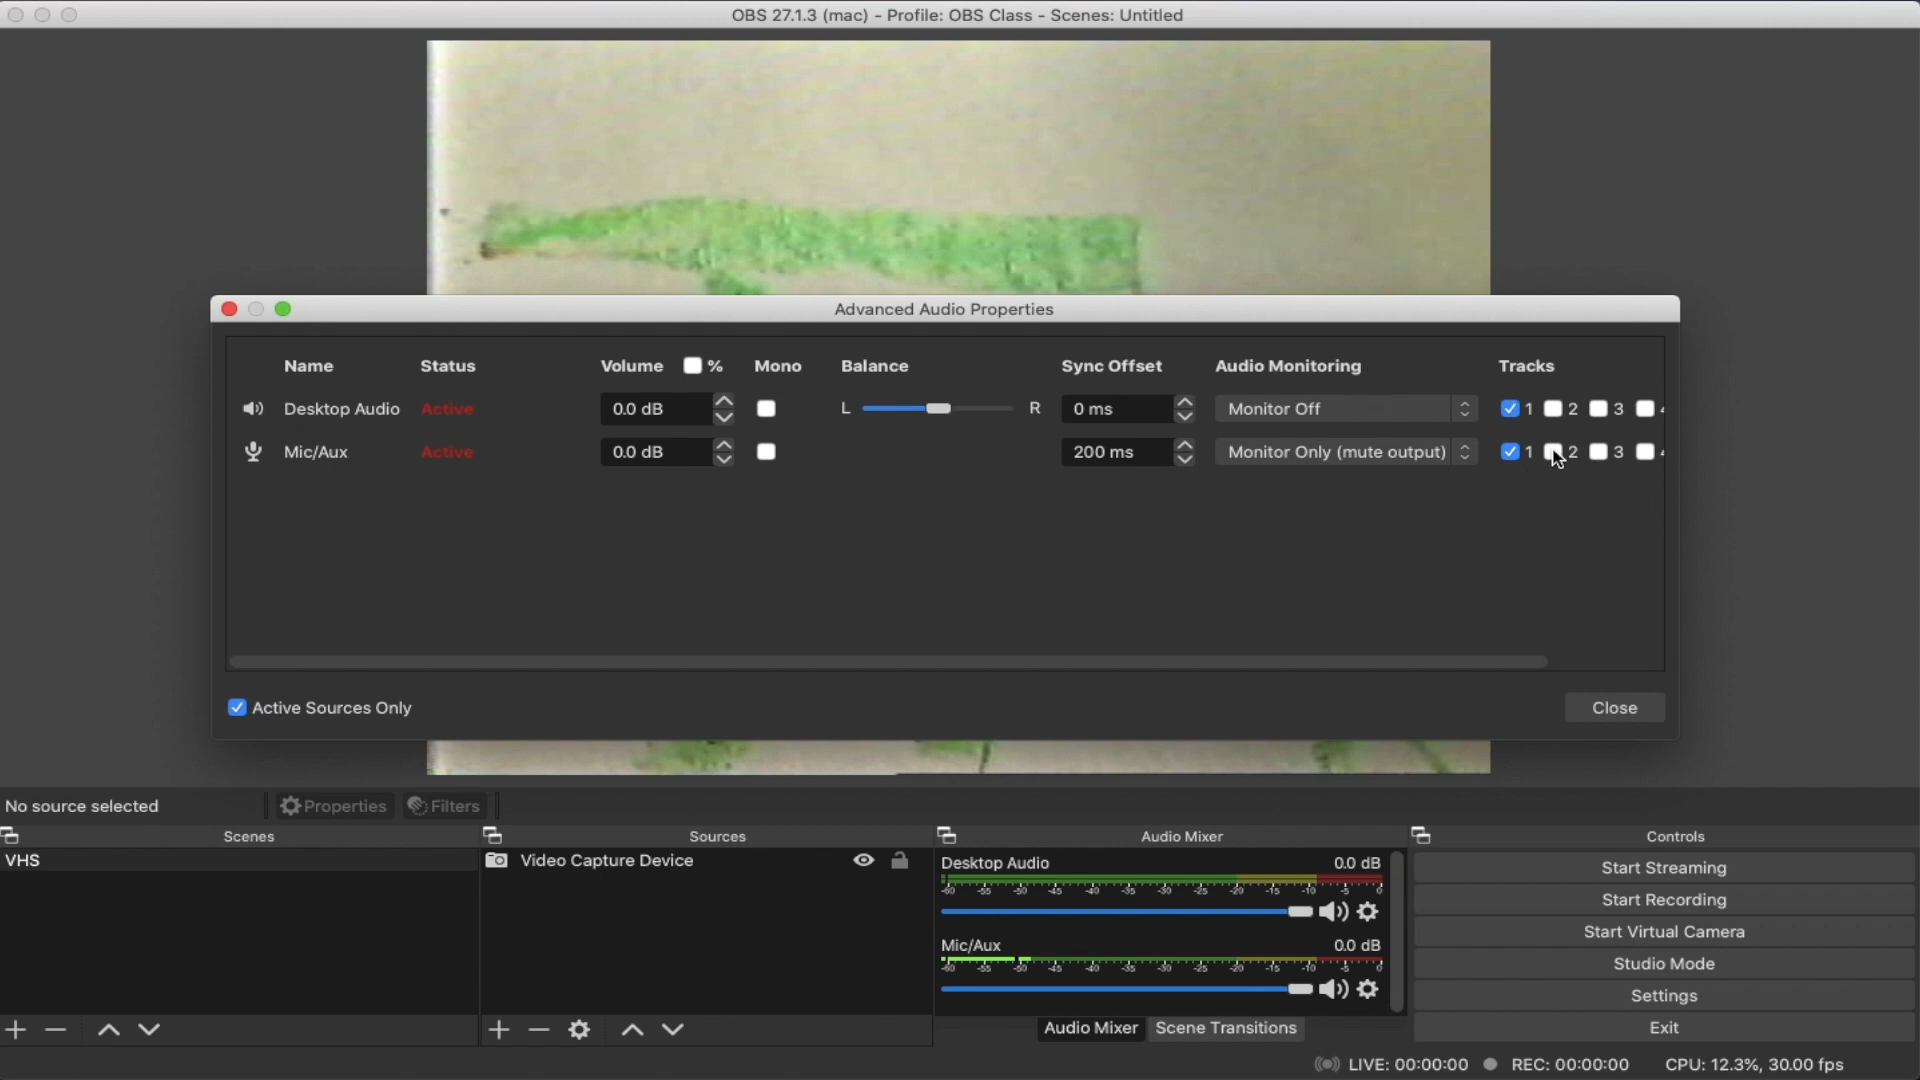 OBS 27.1.3 (mac) - Profile: OBS Class - Scenes: Untitled
Advanced Audio Properties
Name Status Volume % Mono Balance Sync Offset Audio Monitoring Tracks
Desktop Audio Active 0.0 dB L R 0 ms Monitor Off 1 2 3
Mic/Aux Active 0.0 dB 200 ms Monitor Only (mute output) 1 2 3
Active Sources Only Close
No source selected Properties Filters
Scenes Sources Audio Mixer Controls
VHS Video Capture Device Desktop Audio 0.0 dB Start Streaming
-60 -55 -50 -45 -40 -35 -30 -25 -20 -15 -10 -5 0
Start Recording
Start Virtual Camera
Mic/Aux 0.0 dB
-60 -55 -50 -45 -40 -35 -30 -25 -20 -15 -10 -5 0
Studio Mode
Settings
Audio Mixer Scene Transitions Exit
LIVE: 00:00:00 REC: 00:00:00 CPU: 12.3%, 30.00 fps